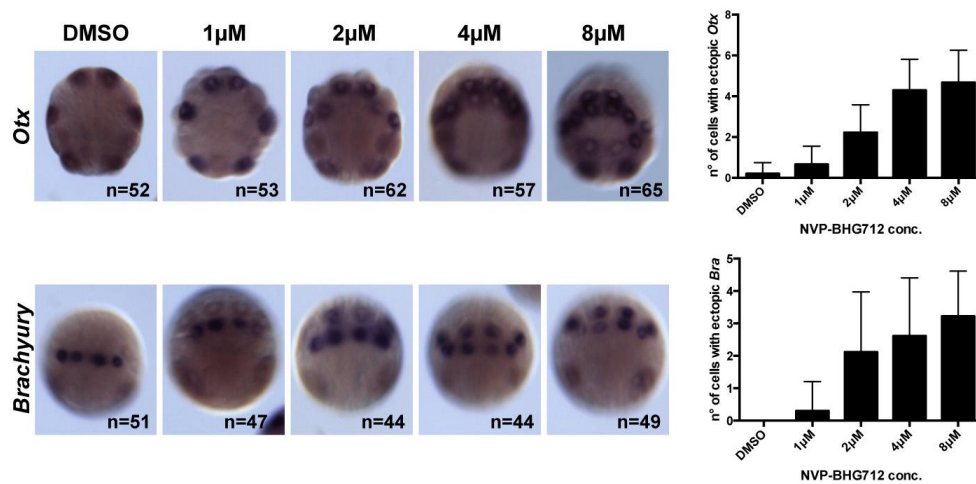 DMSO 1µM 2µM 4µM 8µM
Otx
n=52 n=53 n=62 n=57 n=65
Brachyury
n=51 n=47 n=44 n=44 n=49
n° of cells with ectopic Otx
8
6
4
2
0
DMSO 1µM 2µM 4µM 8µM
NVP-BHG712 conc.
n° of cells with ectopic Bra
5
4
3
2
1
0
DMSO 1µM 2µM 4µM 8µM
NVP-BHG712 conc.